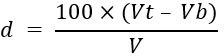 d = 100 × (Vt – Vb) / V